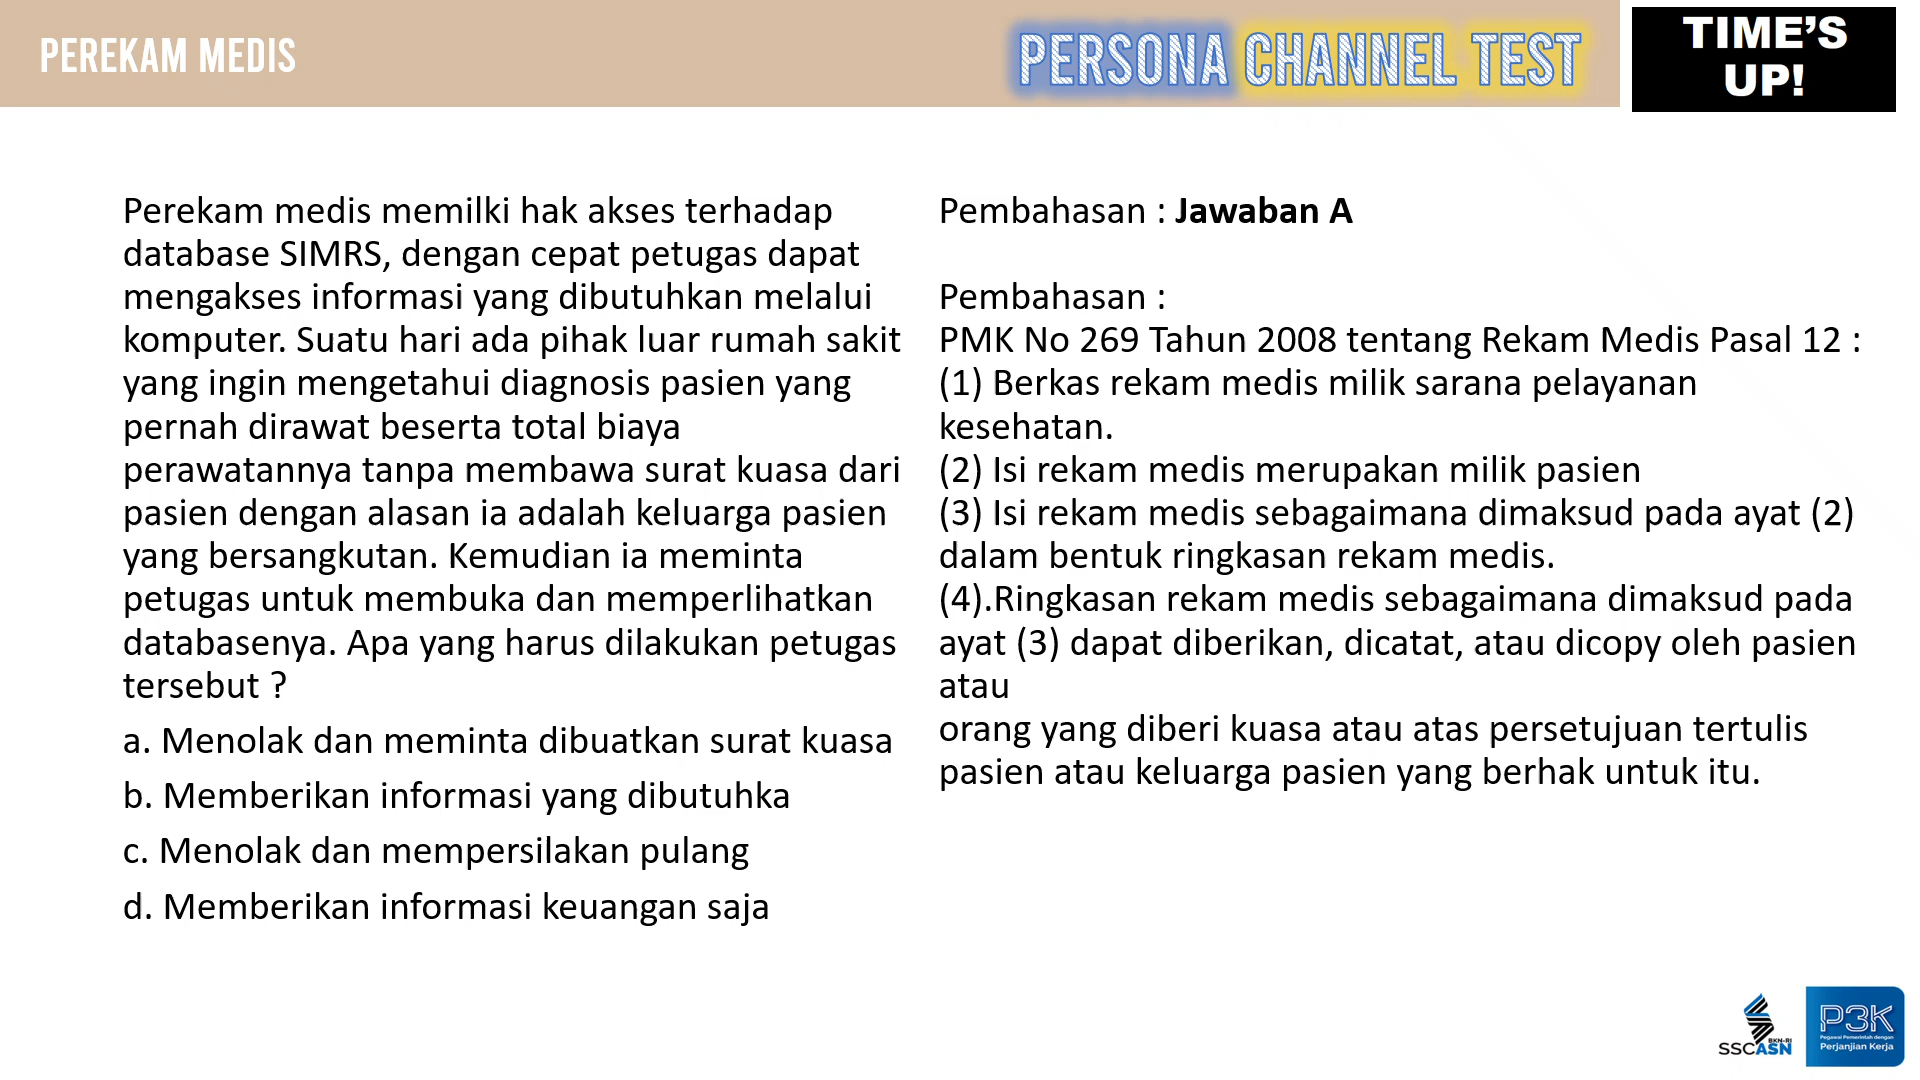 PEREKAM MEDIS
PERSONA CHANNEL TEST
TIME'S
UP!
Perekam medis memilki hak akses terhadap
database SIMRS, dengan cepat petugas dapat
mengakses informasi yang dibutuhkan melalui
komputer. Suatu hari ada pihak luar rumah sakit
yang ingin mengetahui diagnosis pasien yang
pernah dirawat beserta total biaya
perawatannya tanpa membawa surat kuasa dari
pasien dengan alasan ia adalah keluarga pasien
yang bersangkutan. Kemudian ia meminta
petugas untuk membuka dan memperlihatkan
databasenya. Apa yang harus dilakukan petugas
tersebut ?
a. Menolak dan meminta dibuatkan surat kuasa
b. Memberikan informasi yang dibutuhka
c. Menolak dan mempersilakan pulang
d. Memberikan informasi keuangan saja
Pembahasan : Jawaban A
Pembahasan :
PMK No 269 Tahun 2008 tentang Rekam Medis Pasal 12 :
(1) Berkas rekam medis milik sarana pelayanan
kesehatan.
(2) Isi rekam medis merupakan milik pasien
(3) Isi rekam medis sebagaimana dimaksud pada ayat (2)
dalam bentuk ringkasan rekam medis.
(4).Ringkasan rekam medis sebagaimana dimaksud pada
ayat (3) dapat diberikan, dicatat, atau dicopy oleh pasien
atau
orang yang diberi kuasa atau atas persetujuan tertulis
pasien atau keluarga pasien yang berhak untuk itu.
BKN-RI
SSCASN
P3K
Pegawai Pemerintah dengan
Perjanjian Kerja